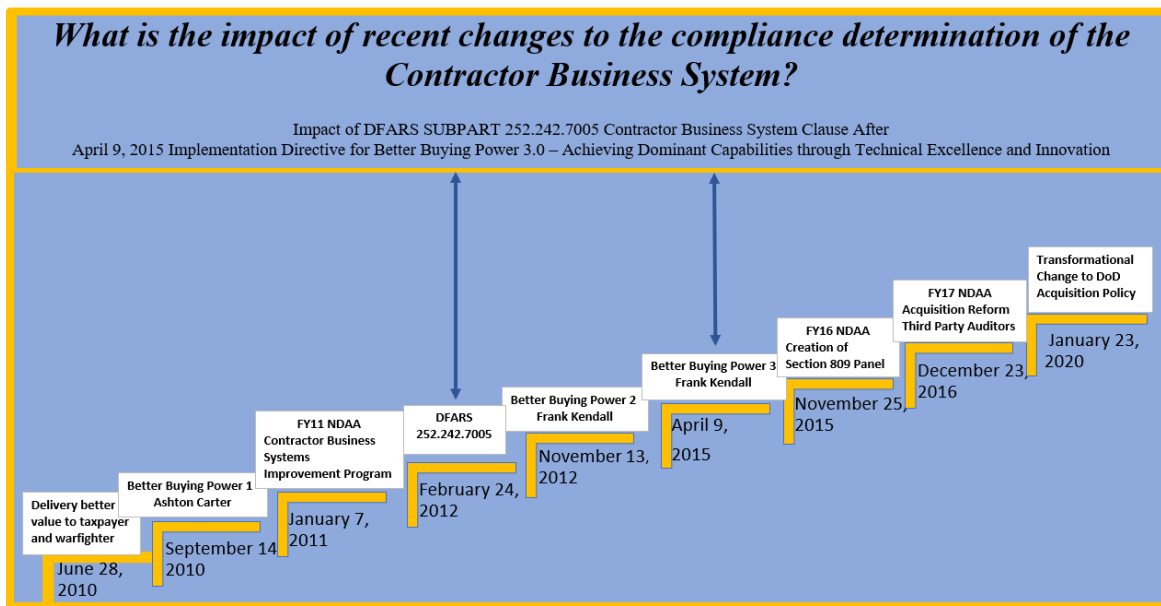 What is the impact of recent changes to the compliance determination of the
Contractor Business System?
Impact of DFARS SUBPART 252.242.7005 Contractor Business System Clause After
April 9, 2015 Implementation Directive for Better Buying Power 3.0 – Achieving Dominant Capabilities through Technical Excellence and Innovation
Delivery better
value to taxpayer
and warfighter
June 28,
2010
Better Buying Power 1
Ashton Carter
September 14
2010
FY11 NDAA
Contractor Business
Systems
Improvement Program
January 7,
2011
DFARS
252.242.7005
February 24,
2012
Better Buying Power 2
Frank Kendall
November 13,
2012
Better Buying Power 3
Frank Kendall
April 9,
2015
FY16 NDAA
Creation of
Section 809 Panel
November 25,
2015
FY17 NDAA
Acquisition Reform
Third Party Auditors
December 23,
2016
Transformational
Change to DoD
Acquisition Policy
January 23,
2020